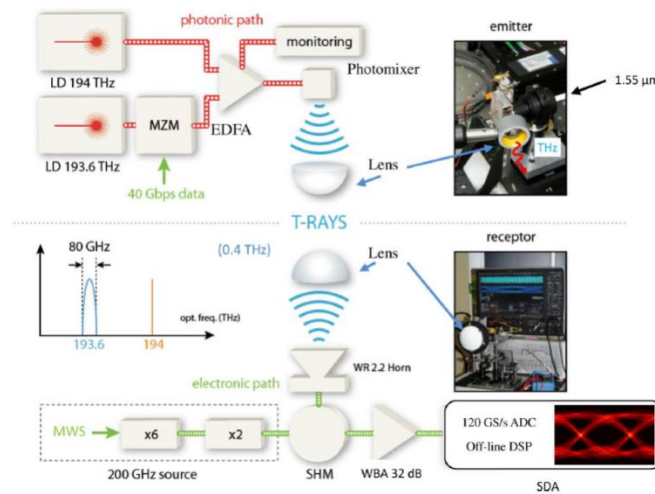 photonic path
monitoring
emitter
LD 194 THz
Photomixer
1.55 µm
MZM
EDFA
LD 193.6 THz
THz
40 Gbps data
Lens
T-RAYS
80 GHz
(0.4 THz)
Lens
receptor
opt. freq. (THz)
193.6
194
WR 2.2 Horn
electronic path
MWS
x6
x2
120 GS/s ADC
Off-line DSP
200 GHz source
SHM
WBA 32 dB
SDA